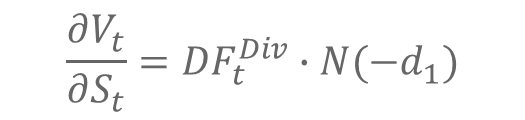 ∂V_t/∂S_t = DF_t^Div · N(−d_1)